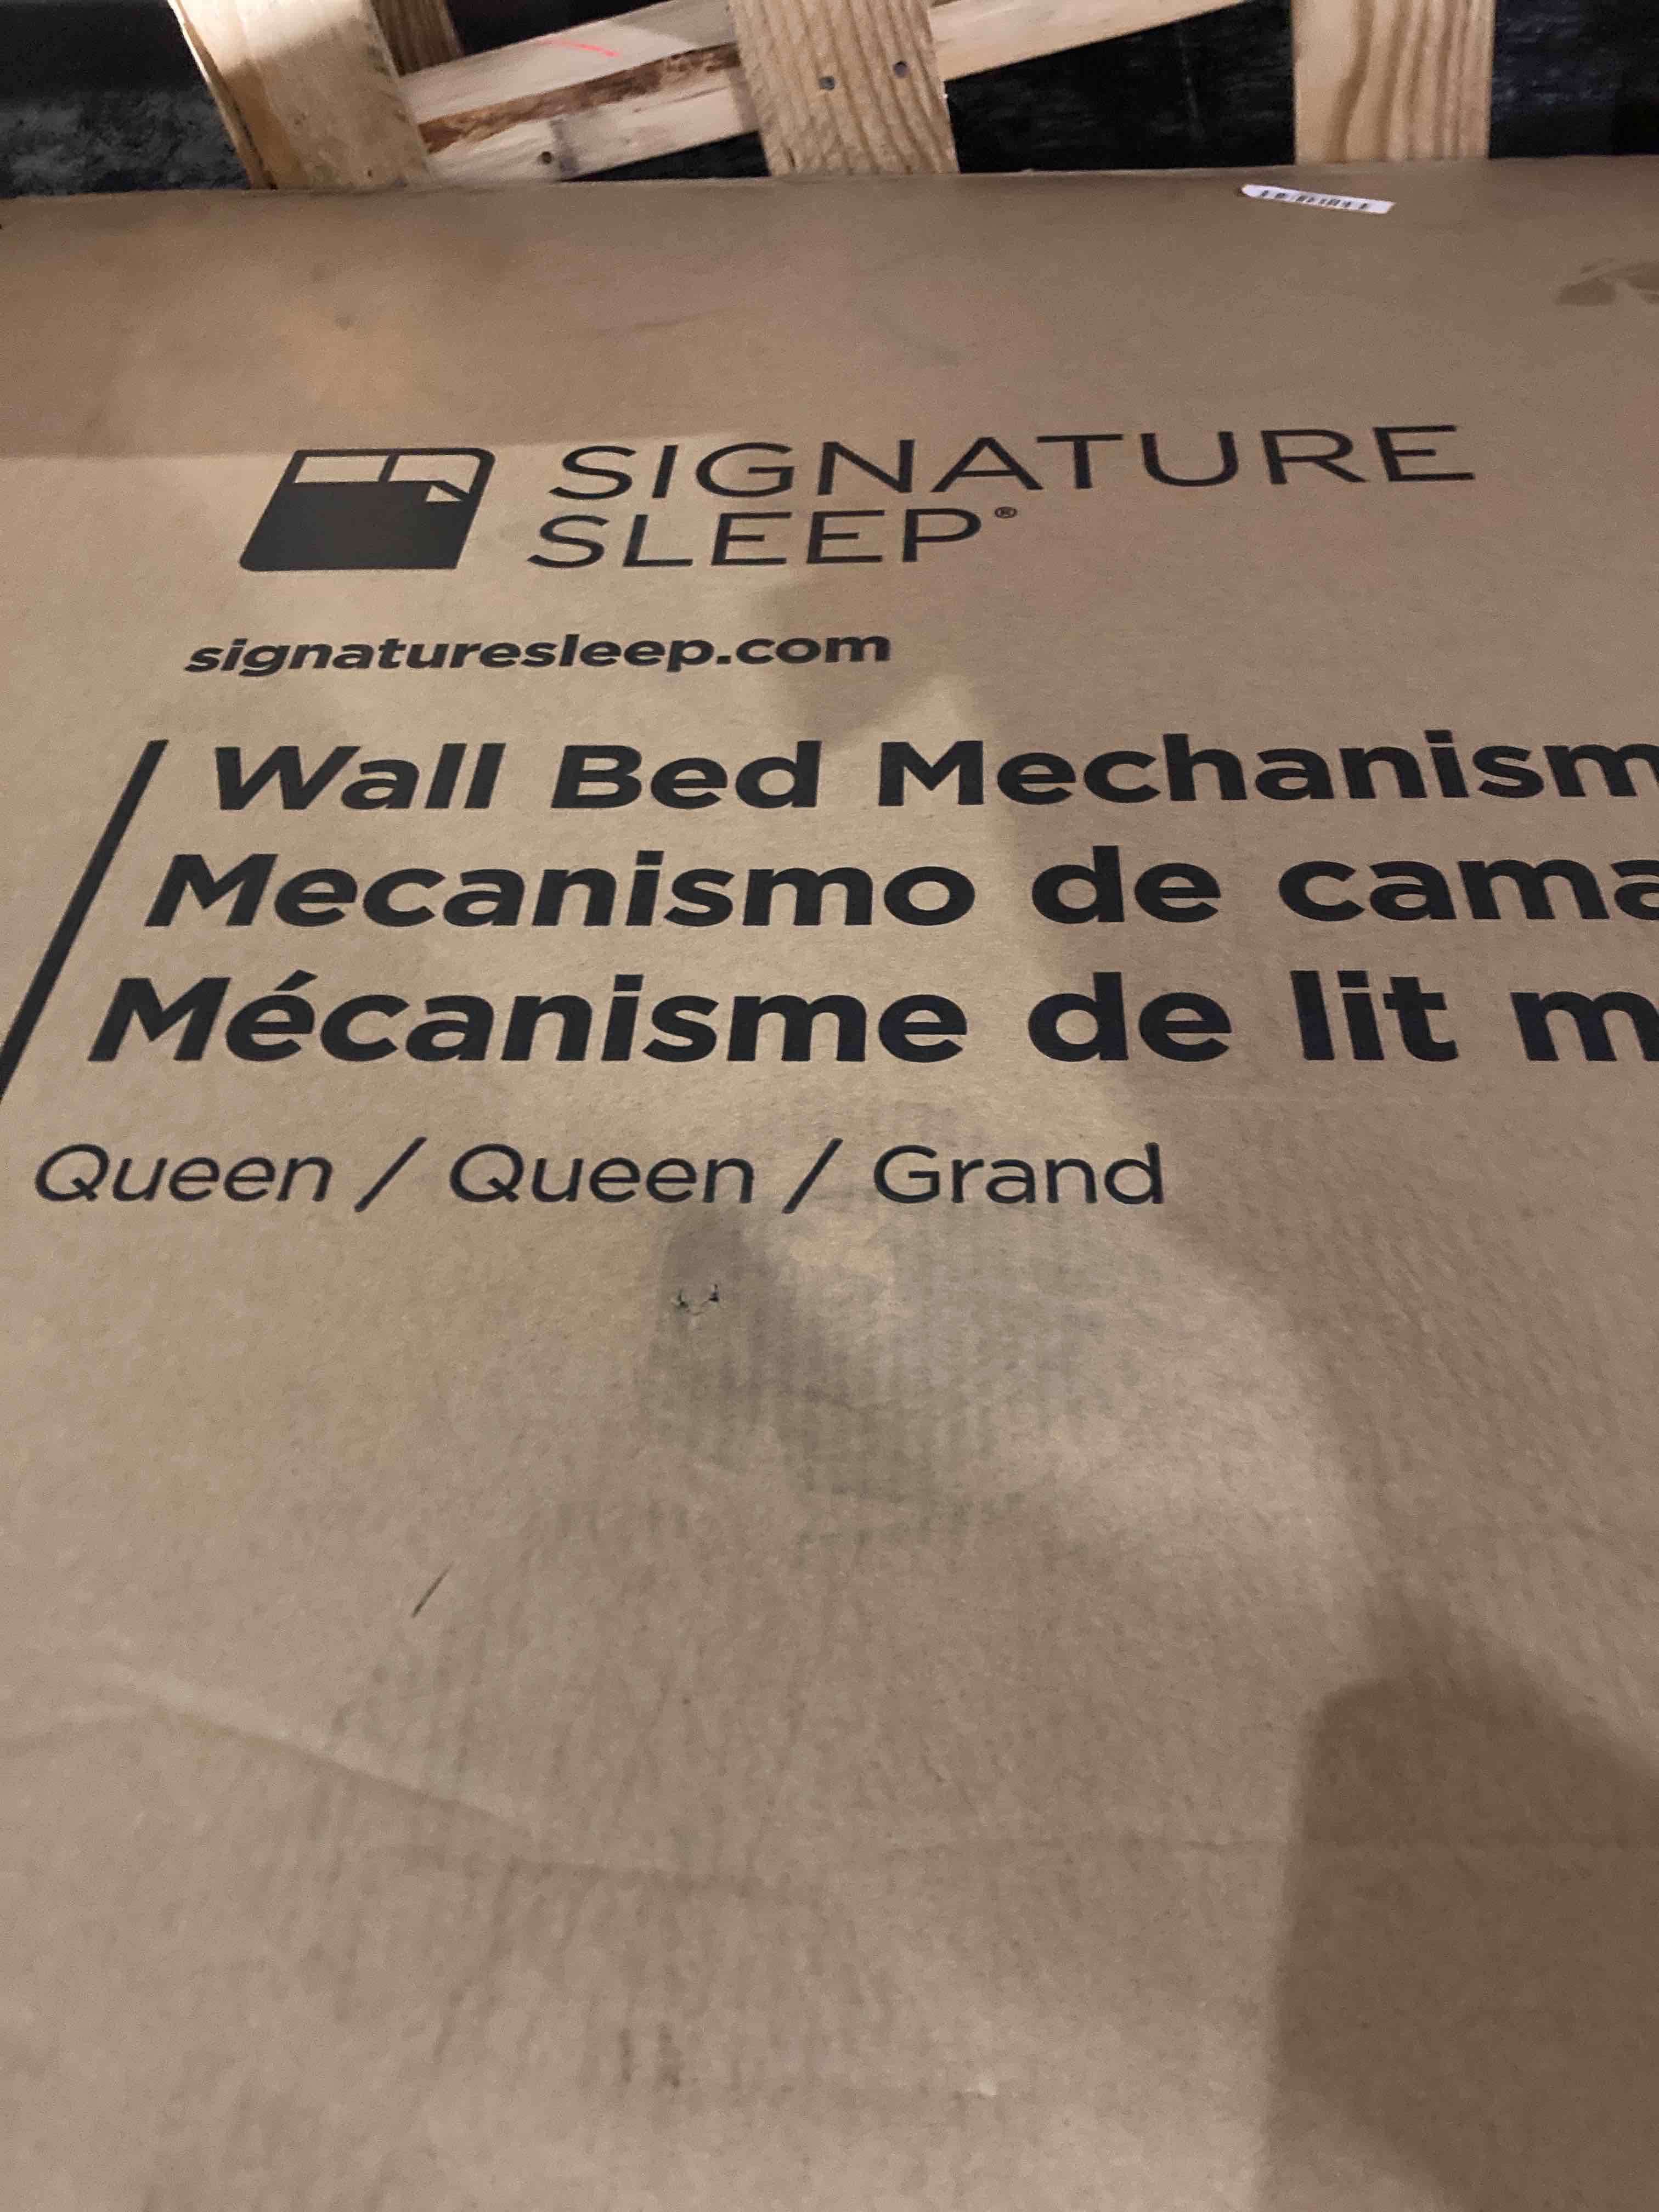 SIGNATURE
SLEEP®
signaturesleep.com
Wall Bed Mechanism
Mecanismo de cama
Mécanisme de lit m
Queen / Queen / Grand